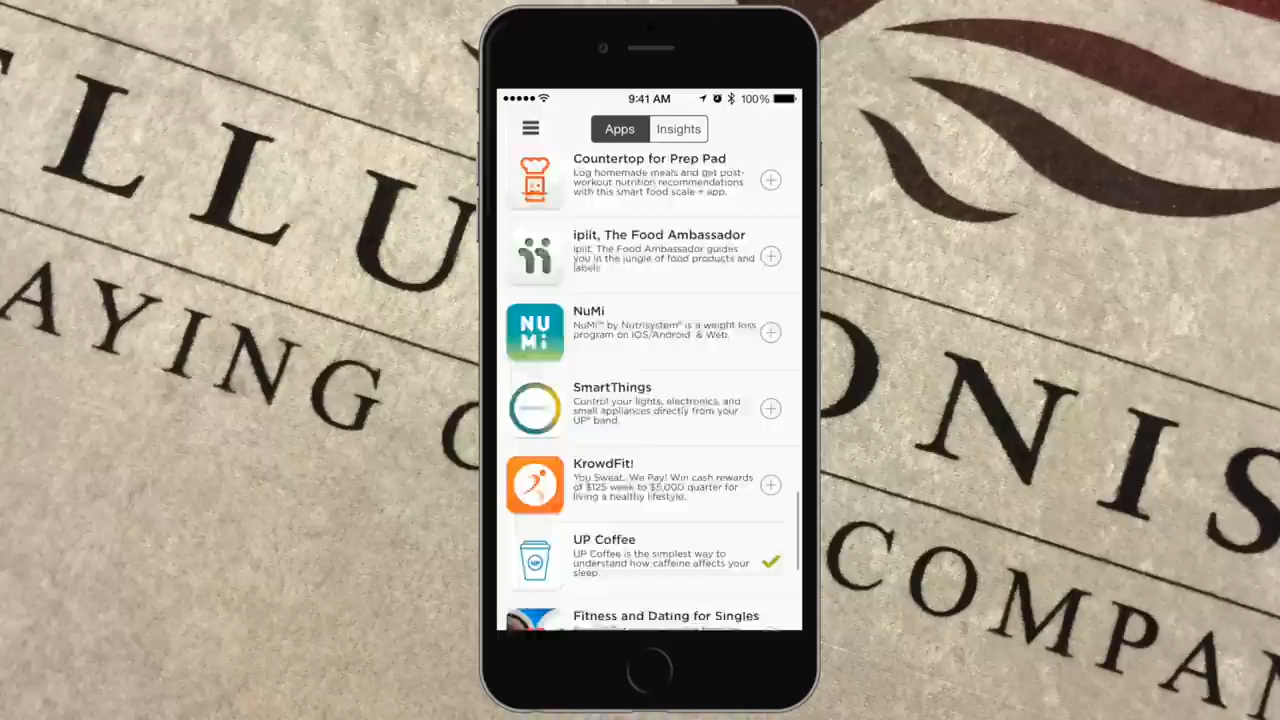 9:41 AM 100%
Apps Insights
Countertop for Prep Pad
Log homemade meals and get post-
workout nutrition recommendations
with this smart food scale + app.
ipiit, The Food Ambassador
ipiit, The Food Ambassador guides
you in the jungle of food products and
labels
NU
Mi
NuMi
NuMi™ by Nutrisystem® is a weight loss
program on iOS/Android & Web.
SmartThings
Control your lights, electronics, and
small appliances directly from your
UP® band.
KrowdFit!
You Sweat, We Pay! Win cash rewards
of $125 week to $5,000 quarter for
living a healthy lifestyle.
UP Coffee
UP
UP Coffee is the simplest way to
understand how caffeine affects your
sleep.
Fitness and Dating for Singles
LLU
AYING C
ONIS
COMPAN